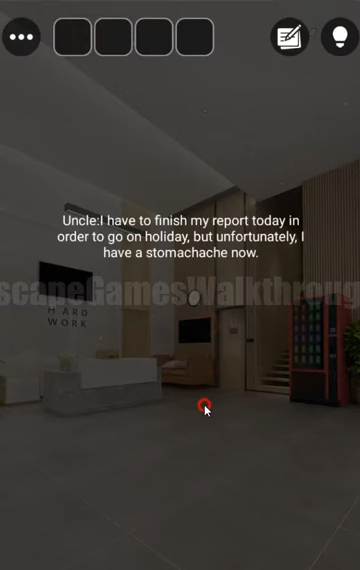 Uncle:I have to finish my report today in
order to go on holiday, but unfortunately, I
have a stomachache now.
scapeGamesWalkthroug
HARD
WORK